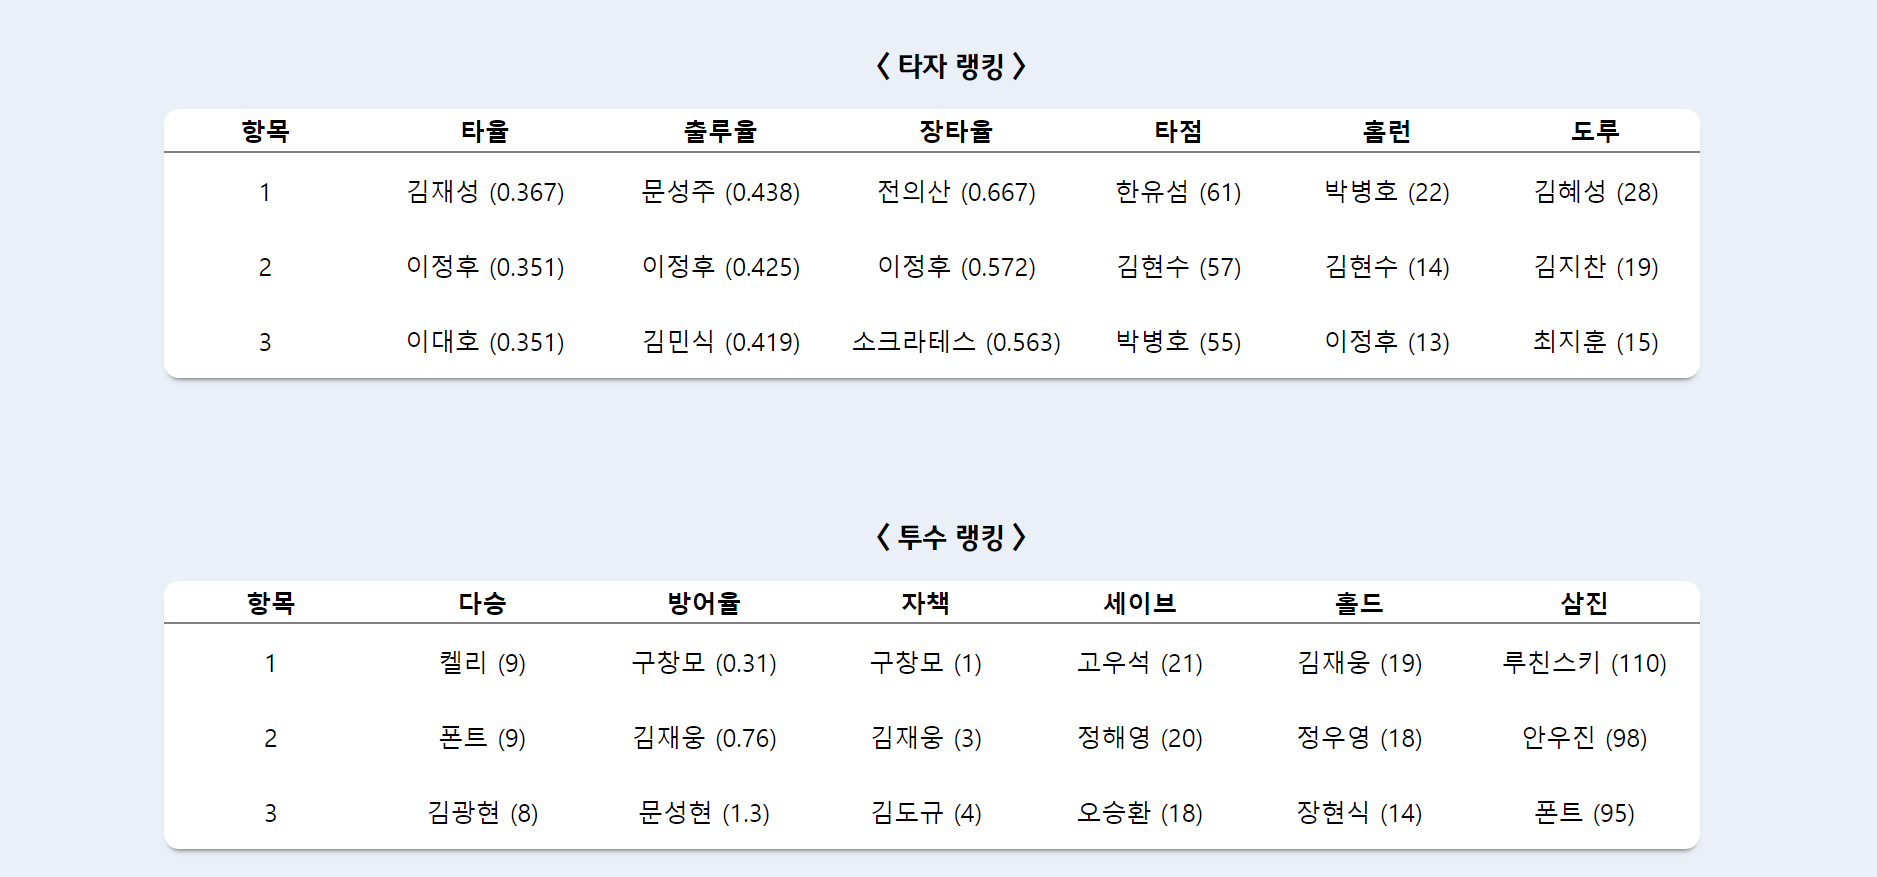 〈 타자 랭킹 〉
항목 타율 출루율 장타율 타점 홈런 도루
1 김재성 (0.367) 문성주 (0.438) 전의산 (0.667) 한유섬 (61) 박병호 (22) 김혜성 (28)
2 이정후 (0.351) 이정후 (0.425) 이정후 (0.572) 김현수 (57) 김현수 (14) 김지찬 (19)
3 이대호 (0.351) 김민식 (0.419) 소크라테스 (0.563) 박병호 (55) 이정후 (13) 최지훈 (15)
〈 투수 랭킹 〉
항목 다승 방어율 자책 세이브 홀드 삼진
1 켈리 (9) 구창모 (0.31) 구창모 (1) 고우석 (21) 김재웅 (19) 루친스키 (110)
2 폰트 (9) 김재웅 (0.76) 김재웅 (3) 정해영 (20) 정우영 (18) 안우진 (98)
3 김광현 (8) 문성현 (1.3) 김도규 (4) 오승환 (18) 장현식 (14) 폰트 (95)